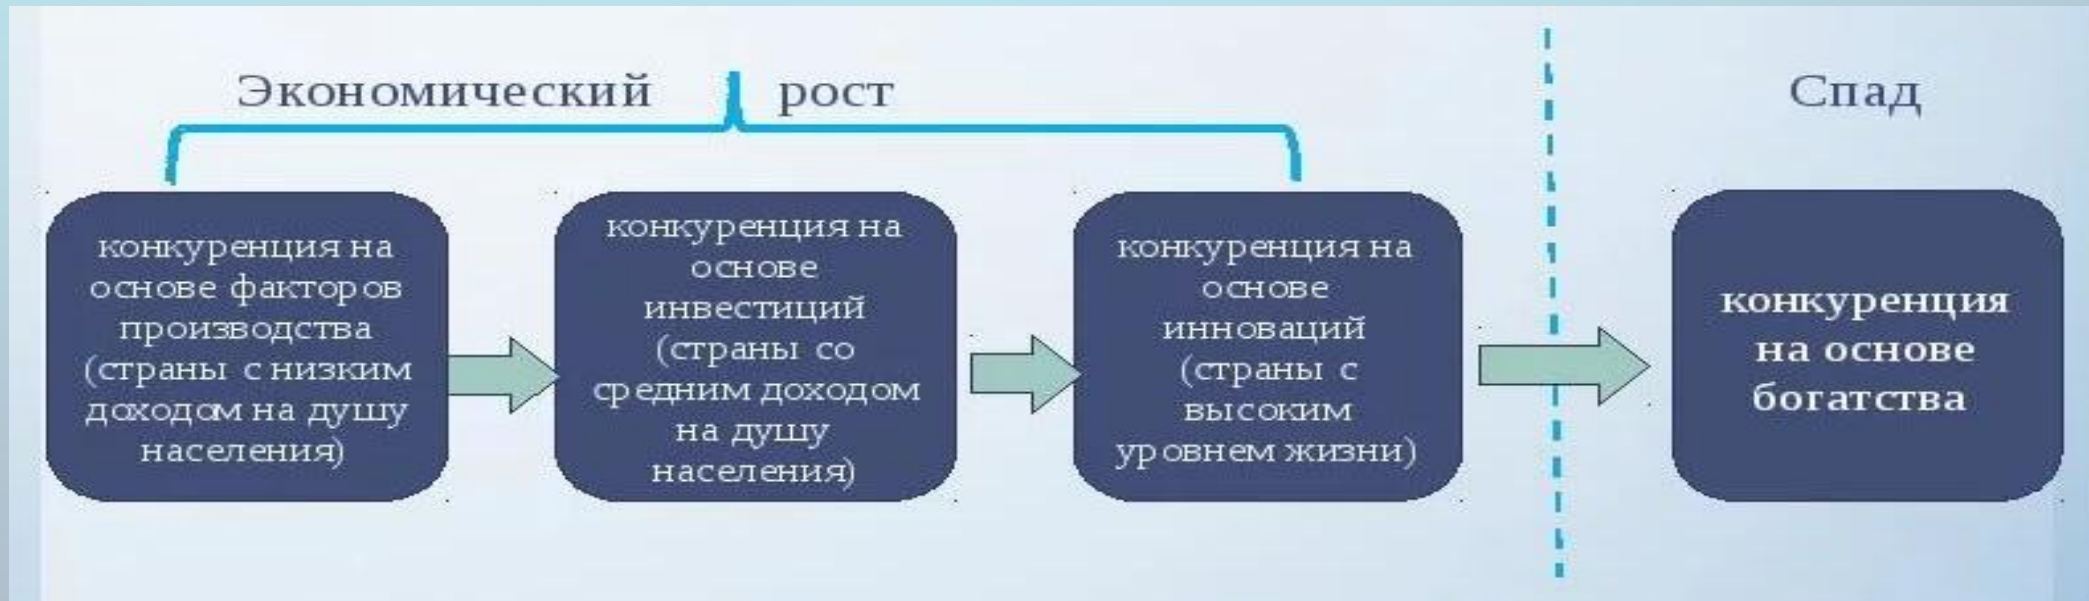 Экономический рост
Спад
конкуренция на
основе факторов
производства
(страны с низким
доходом на душу
населения)
конкуренция на
основе
инвестиций
(страны со
средним доходом
на душу
населения)
конкуренция на
основе
инноваций
(страны с
высоким
уровнем жизни)
конкуренция
на основе
богатства